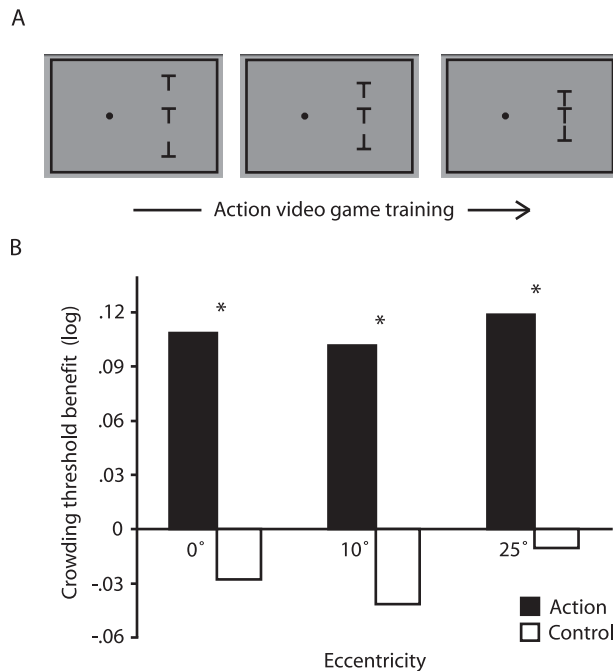 A
T T T
T T T
T T T
Action video game training
B
Crowding threshold benefit (log)
.12
.09
.06
.03
0
-.03
-.06
* * *
0° 10° 25°
Action
Control
Eccentricity